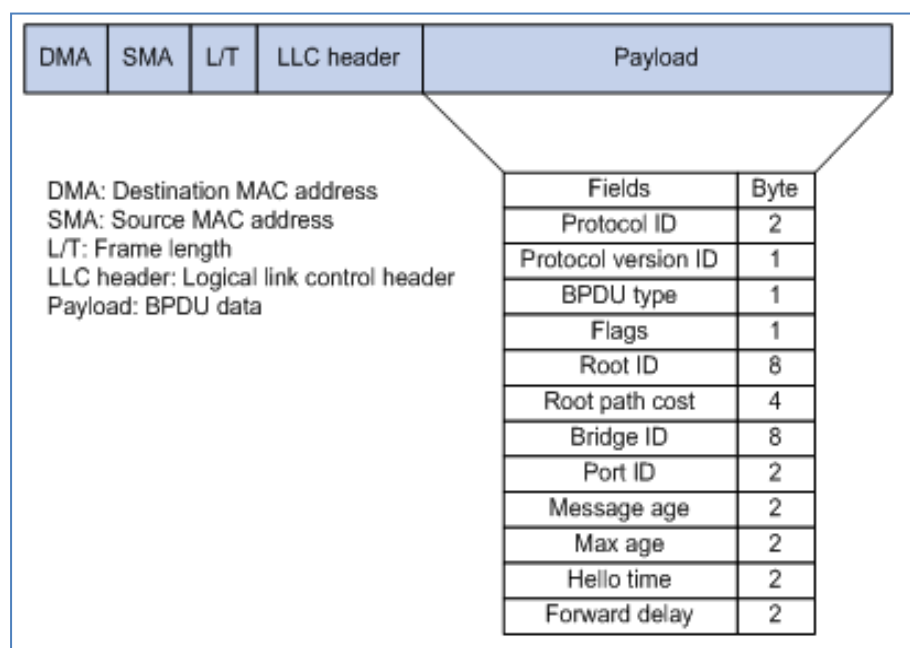 DMA SMA L/T LLC header Payload
DMA: Destination MAC address
SMA: Source MAC address
L/T: Frame length
LLC header: Logical link control header
Payload: BPDU data
Fields Byte
Protocol ID 2
Protocol version ID 1
BPDU type 1
Flags 1
Root ID 8
Root path cost 4
Bridge ID 8
Port ID 2
Message age 2
Max age 2
Hello time 2
Forward delay 2